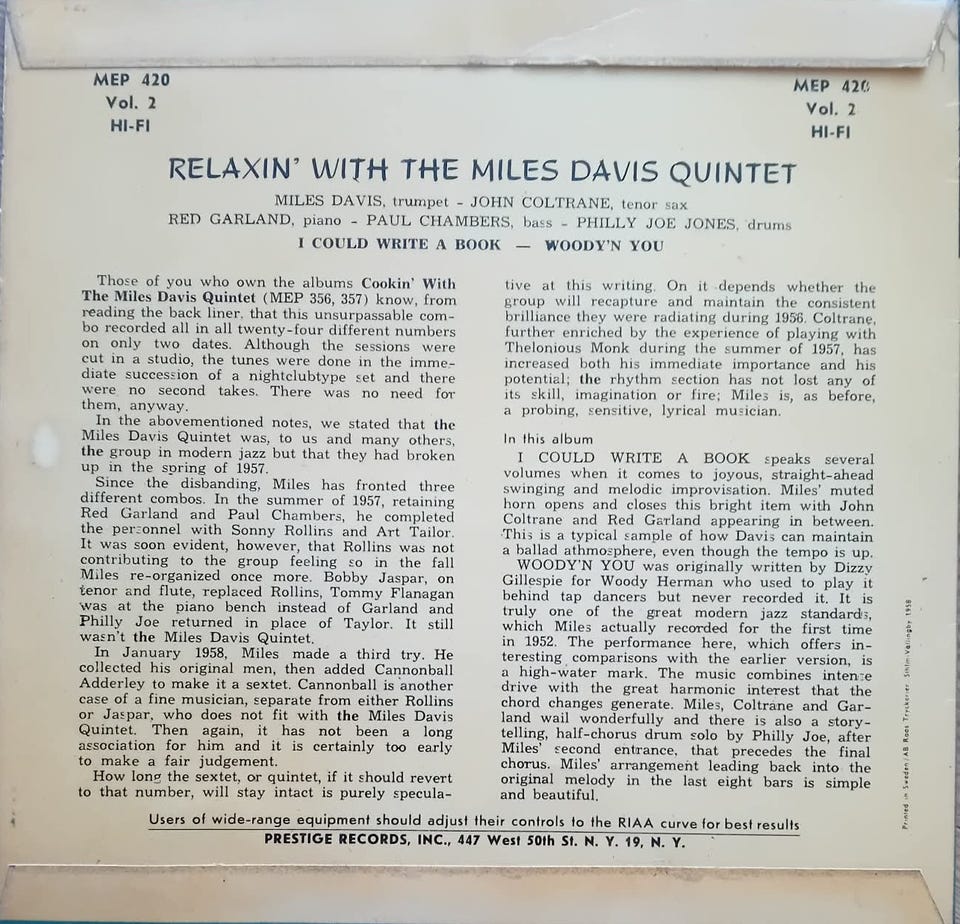 MEP 420
Vol. 2
HI-FI
MEP 420
Vol. 2
HI-FI
RELAXIN' WITH THE MILES DAVIS QUINTET
MILES DAVIS, trumpet - JOHN COLTRANE, tenor sax
RED GARLAND, piano - PAUL CHAMBERS, bass - PHILLY JOE JONES, drums
I COULD WRITE A BOOK — WOODY'N YOU
Those of you who own the albums Cookin' With
The Miles Davis Quintet (MEP 356, 357) know, from
reading the back liner, that this unsurpassable com-
bo recorded all in all twenty-four different numbers
on only two dates. Although the sessions were
cut in a studio, the tunes were done in the imme-
diate succession of a nightclubtype set and there
were no second takes. There was no need for
them, anyway.
In the abovementioned notes, we stated that the
Miles Davis Quintet was, to us and many others,
the group in modern jazz but that they had broken
up in the spring of 1957.
Since the disbanding, Miles has fronted three
different combos. In the summer of 1957, retaining
Red Garland and Paul Chambers, he completed
the personnel with Sonny Rollins and Art Tailor.
It was soon evident, however, that Rollins was not
contributing to the group feeling so in the fall
Miles re-organized once more. Bobby Jaspar, on
tenor and flute, replaced Rollins, Tommy Flanagan
was at the piano bench instead of Garland and
Philly Joe returned in place of Taylor. It still
wasn't the Miles Davis Quintet.
In January 1958, Miles made a third try. He
collected his original men, then added Cannonball
Adderley to make it a sextet. Cannonball is another
case of a fine musician, separate from either Rollins
or Jaspar, who does not fit with the Miles Davis
Quintet. Then again, it has not been a long
association for him and it is certainly too early
to make a fair judgement.
How long the sextet, or quintet, if it should revert
to that number, will stay intact is purely specula-
tive at this writing. On it depends whether the
group will recapture and maintain the consistent
brilliance they were radiating during 1956. Coltrane,
further enriched by the experience of playing with
Thelonious Monk during the summer of 1957, has
increased both his immediate importance and his
potential; the rhythm section has not lost any of
its skill, imagination or fire; Miles is, as before,
a probing, sensitive, lyrical musician.
In this album
I COULD WRITE A BOOK speaks several
volumes when it comes to joyous, straight-ahead
swinging and melodic improvisation. Miles' muted
horn opens and closes this bright item with John
Coltrane and Red Garland appearing in between.
This is a typical sample of how Davis can maintain
a ballad athmosphere, even though the tempo is up.
WOODY'N YOU was originally written by Dizzy
Gillespie for Woody Herman who used to play it
behind tap dancers but never recorded it. It is
truly one of the great modern jazz standards,
which Miles actually recorded for the first time
in 1952. The performance here, which offers in-
teresting comparisons with the earlier version, is
a high-water mark. The music combines intense
drive with the great harmonic interest that the
chord changes generate. Miles, Coltrane and Gar-
land wail wonderfully and there is also a story-
telling, half-chorus drum solo by Philly Joe, after
Miles' second entrance, that precedes the final
chorus. Miles' arrangement leading back into the
original melody in the last eight bars is simple
and beautiful.
Printed in Sweden/AB Roos Tryckerier Sthlm-Vällingby 1958
Users of wide-range equipment should adjust their controls to the RIAA curve for best results
PRESTIGE RECORDS, INC., 447 West 50th St. N. Y. 19, N. Y.